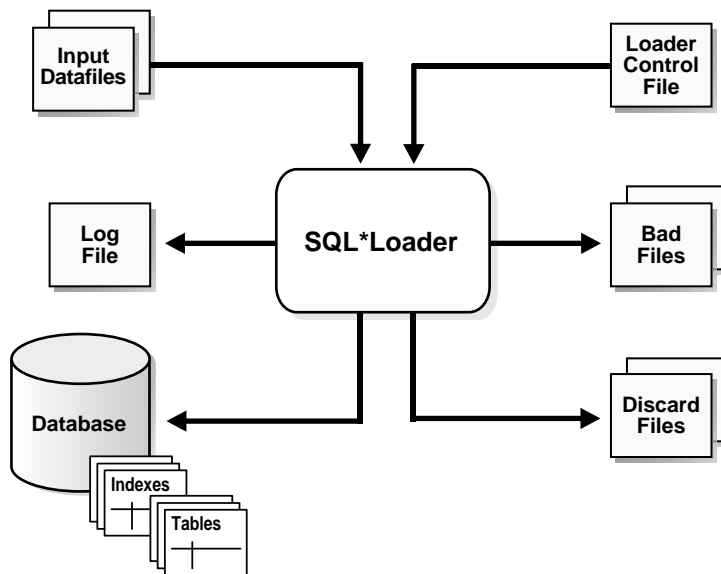 Input
Datafiles
Loader
Control
File
Log
File
SQL*Loader
Bad
Files
Database
Discard
Files
Indexes
Tables